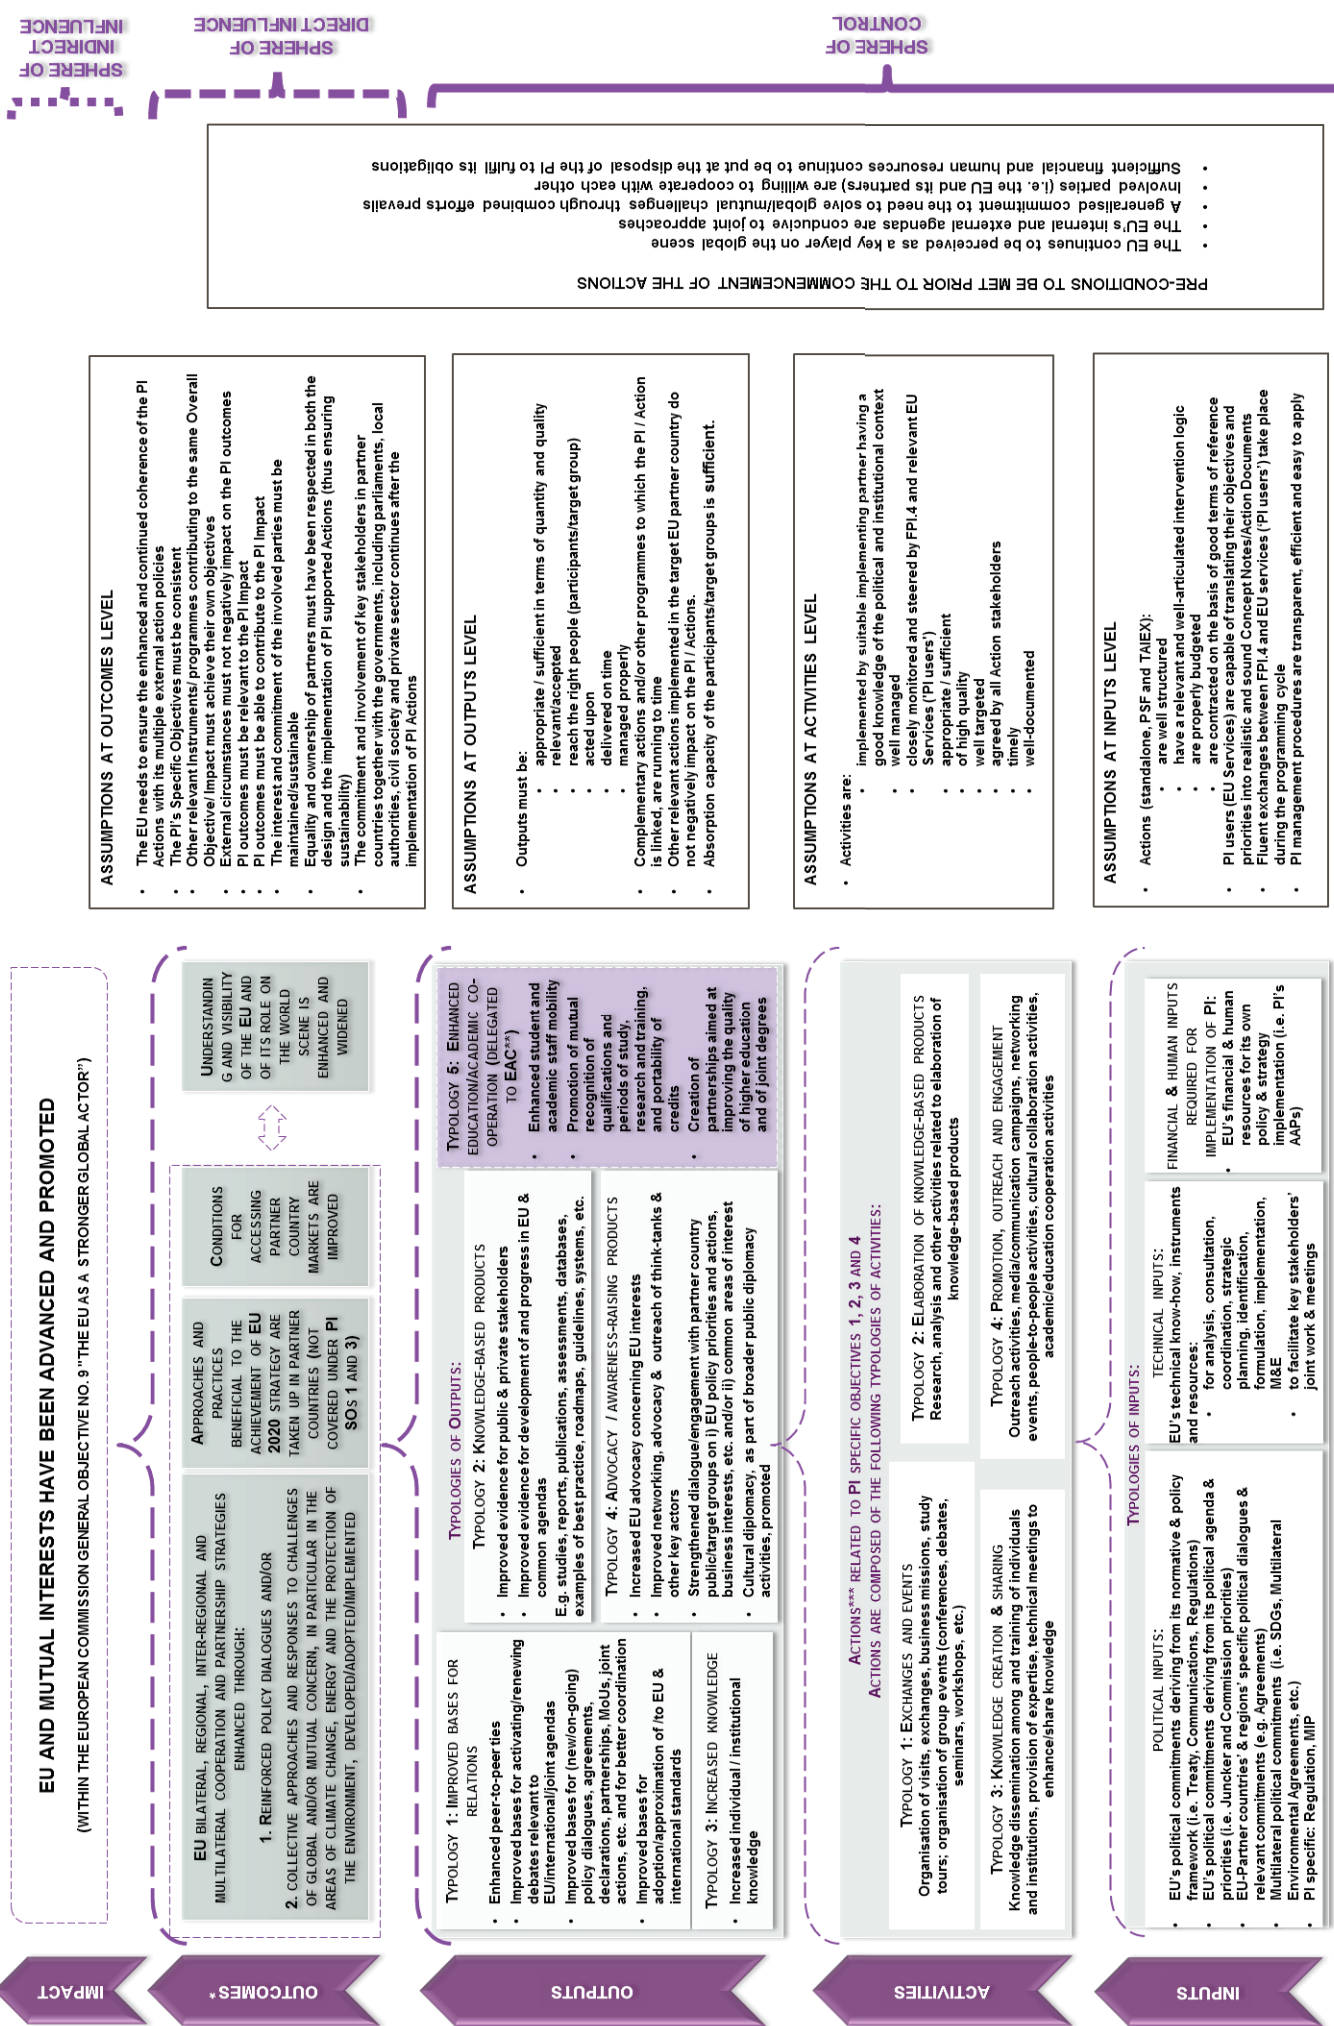 IMPACT
EU AND MUTUAL INTERESTS HAVE BEEN ADVANCED AND PROMOTED
(WITHIN THE EUROPEAN COMMISSION GENERAL OBJECTIVE NO. 9 "THE EU AS A STRONGER GLOBAL ACTOR")
SPHERE OF
INDIRECT
INFLUENCE
OUTCOMES*
EU BILATERAL, REGIONAL, INTER-REGIONAL AND
MULTILATERAL COOPERATION AND PARTNERSHIP STRATEGIES
ENHANCED THROUGH:
1. REINFORCED POLICY DIALOGUES AND/OR
2. COLLECTIVE APPROACHES AND RESPONSES TO CHALLENGES
OF GLOBAL AND/OR MUTUAL CONCERN, IN PARTICULAR IN THE
AREAS OF CLIMATE CHANGE, ENERGY AND THE PROTECTION OF
THE ENVIRONMENT, DEVELOPED/ADOPTED/IMPLEMENTED
APPROACHES AND
PRACTICES
BENEFICIAL TO THE
ACHIEVEMENT OF EU
2020 STRATEGY ARE
TAKEN UP IN PARTNER
COUNTRIES (NOT
COVERED UNDER PI
SOS 1 AND 3)
CONDITIONS
FOR
ACCESSING
PARTNER
COUNTRY
MARKETS ARE
IMPROVED
UNDERSTANDIN
G AND VISIBILITY
OF THE EU AND
OF ITS ROLE ON
THE WORLD
SCENE IS
ENHANCED AND
WIDENED
ASSUMPTIONS AT OUTCOMES LEVEL
• The EU needs to ensure the enhanced and continued coherence of the PI
Actions with its multiple external action policies
• The PI's Specific Objectives must be consistent
• Other relevant Instruments/ programmes contributing to the same Overall
Objective/ Impact must achieve their own objectives
• External circumstances must not negatively impact on the PI outcomes
• PI outcomes must be relevant to the PI Impact
• PI outcomes must be able to contribute to the PI Impact
• The interest and commitment of the involved parties must be
maintained/sustainable
• Equality and ownership of partners must have been respected in both the
design and the implementation of PI supported Actions (thus ensuring
sustainability)
• The commitment and involvement of key stakeholders in partner
countries together with the governments, including parliaments, local
authorities, civil society and private sector continues after the
implementation of PI Actions
SPHERE OF
DIRECT INFLUENCE
OUTPUTS
TYPOLOGIES OF OUTPUTS:
TYPOLOGY 1: IMPROVED BASES FOR
RELATIONS
• Enhanced peer-to-peer ties
• Improved bases for activating/renewing
debates relevant to
EU/international/joint agendas
• Improved bases for (new/on-going)
policy dialogues, agreements,
declarations, partnerships, MoUs, joint
actions, etc. and for better coordination
• Improved bases for
adoption/approximation of /to EU &
international standards
TYPOLOGY 3: INCREASED KNOWLEDGE
• Increased individual / institutional
knowledge
TYPOLOGY 2: KNOWLEDGE-BASED PRODUCTS
• Improved evidence for public & private stakeholders
• Improved evidence for development of and progress in EU &
common agendas
E.g. studies, reports, publications, assessments, databases,
examples of best practice, roadmaps, guidelines, systems, etc.
TYPOLOGY 4: ADVOCACY / AWARENESS-RAISING PRODUCTS
• Increased EU advocacy concerning EU interests
• Improved networking, advocacy & outreach of think-tanks &
other key actors
• Strengthened dialogue/engagement with partner country
public/target groups on i) EU policy priorities and actions,
business interests, etc. and/or ii) common areas of interest
• Cultural diplomacy, as part of broader public diplomacy
activities, promoted
TYPOLOGY 5: ENHANCED
EDUCATION/ACADEMIC CO-
OPERATION (DELEGATED
TO EAC**)
• Enhanced student and
academic staff mobility
• Promotion of mutual
recognition of
qualifications and
periods of study,
research and training,
and portability of
credits
• Creation of
partnerships aimed at
improving the quality
of higher education
and of joint degrees
ASSUMPTIONS AT OUTPUTS LEVEL
• Outputs must be:
• appropriate / sufficient in terms of quantity and quality
• relevant/accepted
• reach the right people (participants/target group)
• acted upon
• delivered on time
• managed properly
• Complementary actions and/or other programmes to which the PI / Action
is linked, are running to time
• Other relevant actions implemented in the target EU partner country do
not negatively impact on the PI / Actions.
• Absorption capacity of the participants/target groups is sufficient.
ACTIVITIES
ACTIONS*** RELATED TO PI SPECIFIC OBJECTIVES 1, 2, 3 AND 4
ACTIONS ARE COMPOSED OF THE FOLLOWING TYPOLOGIES OF ACTIVITIES:
TYPOLOGY 1: EXCHANGES AND EVENTS
Organisation of visits, exchanges, business missions, study
tours; organisation of group events (conferences, debates,
seminars, workshops, etc.)
TYPOLOGY 2: ELABORATION OF KNOWLEDGE-BASED PRODUCTS
Research, analysis and other activities related to elaboration of
knowledge-based products
TYPOLOGY 3: KNOWLEDGE CREATION & SHARING
Knowledge dissemination among and training of individuals
and institutions, provision of expertise, technical meetings to
enhance/share knowledge
TYPOLOGY 4: PROMOTION, OUTREACH AND ENGAGEMENT
Outreach activities, media/communication campaigns, networking
events, people-to-people activities, cultural collaboration activities,
academic/education cooperation activities
ASSUMPTIONS AT ACTIVITIES LEVEL
• Activities are:
• implemented by suitable implementing partner having a
good knowledge of the political and institutional context
• well managed
• closely monitored and steered by FPI.4 and relevant EU
Services ('PI users')
• appropriate / sufficient
• of high quality
• well targeted
• agreed by all Action stakeholders
• timely
• well-documented
INPUTS
TYPOLOGIES OF INPUTS:
POLITICAL INPUTS:
• EU's political commitments deriving from its normative & policy
framework (i.e. Treaty, Communications, Regulations)
• EU's political commitments deriving from its political agenda &
priorities (i.e. Juncker and Commission priorities)
• EU-Partner countries' & regions' specific political dialogues &
relevant commitments (e.g. Agreements)
• Multilateral political commitments (i.e. SDGs, Multilateral
Environmental Agreements, etc.)
• PI specific: Regulation, MIP
TECHNICAL INPUTS:
EU's technical know-how, instruments
and resources:
• for analysis, consultation,
coordination, strategic
planning, identification,
formulation, implementation,
M&E
• to facilitate key stakeholders'
joint work & meetings
FINANCIAL & HUMAN INPUTS
REQUIRED FOR
IMPLEMENTATION OF PI:
• EU's financial & human
resources for its own
policy & strategy
implementation (i.e. PI's
AAPs)
ASSUMPTIONS AT INPUTS LEVEL
• Actions (standalone, PSF and TAIEX):
• are well structured
• have a relevant and well-articulated intervention logic
• are properly budgeted
• are contracted on the basis of good terms of reference
• PI users (EU Services) are capable of translating their objectives and
priorities into realistic and sound Concept Notes/Action Documents
• Fluent exchanges between FPI.4 and EU services ('PI users') take place
during the programming cycle
• PI management procedures are transparent, efficient and easy to apply
PRE-CONDITIONS TO BE MET PRIOR TO THE COMMENCEMENT OF THE ACTIONS
• The EU continues to be perceived as a key player on the global scene
• The EU's internal and external agendas are conducive to joint approaches
• A generalised commitment to the need to solve global/mutual challenges through combined efforts prevails
• Involved parties (i.e. the EU and its partners) are willing to cooperate with each other
• Sufficient financial and human resources continue to be put at the disposal of the PI to fulfil its obligations
SPHERE OF
CONTROL